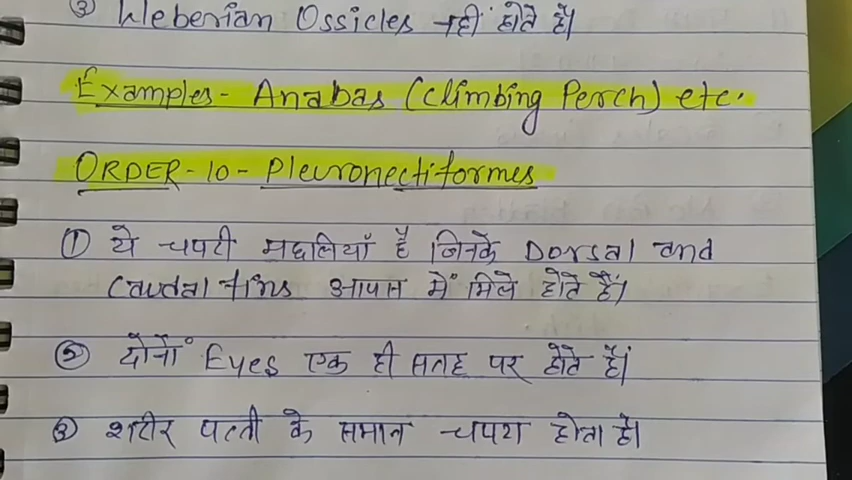 ③ Weberian Ossicles नहीं होते हैं।
Examples- Anabas (Climbing Perch) etc.
ORDER-10-Pleuronectiformes
① ये चपटी मछलियाँ हैं जिनके Dorsal and
Caudal fins आपस में मिले होते हैं।
② दोनों Eyes एक ही सतह पर होते हैं।
③ शरीर पत्ती के समान चपटा होता है।